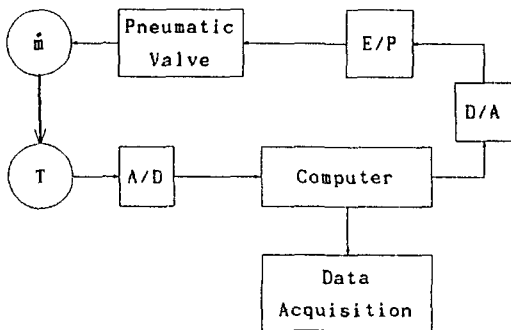 ṁ
Pneumatic
Valve
E/P
D/A
T
A/D
Computer
Data
Acquisition